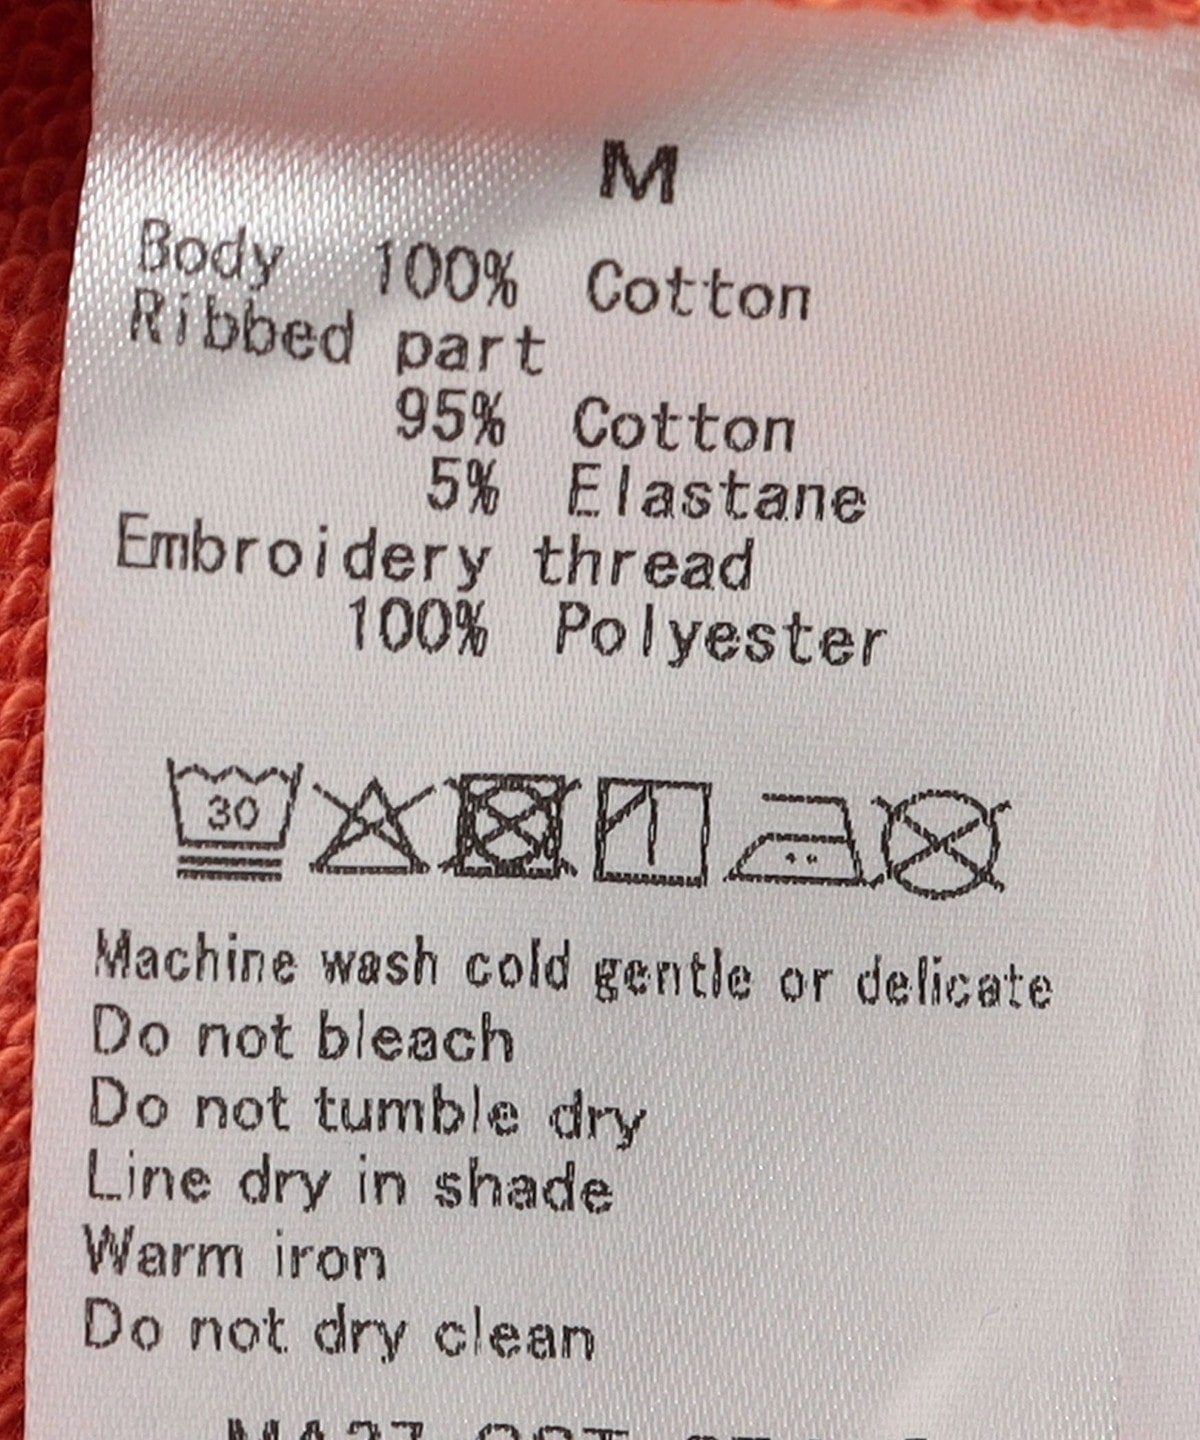 M
Body 100% Cotton
Ribbed part
95% Cotton
5% Elastane
Embroidery thread
100% Polyester
30
Machine wash cold gentle or delicate
Do not bleach
Do not tumble dry
Line dry in shade
Warm iron
Do not dry clean